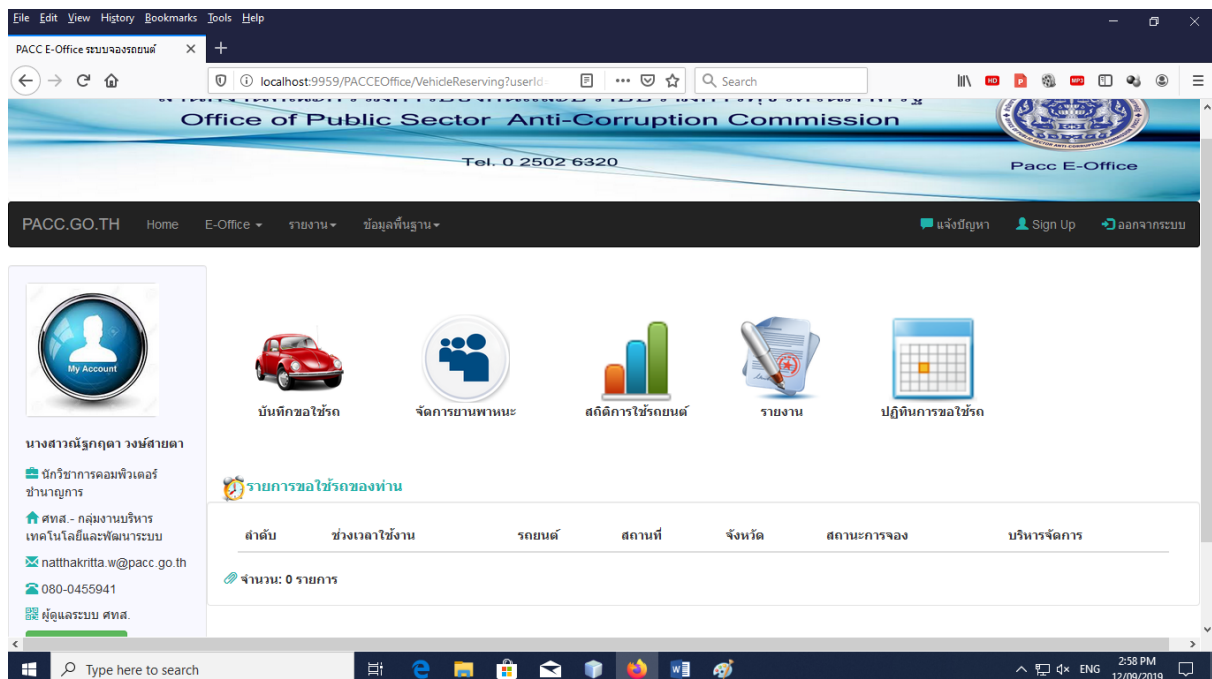 File Edit View History Bookmarks Tools Help
PACC E-Office ระบบจองรถยนต์
localhost:9959/PACCEOffice/VehicleReserving?userId=
Search
Office of Public Sector Anti-Corruption Commission
Tel. 0 2502 6320
Pacc E-Office
PACC.GO.TH Home E-Office รายงาน ข้อมูลพื้นฐาน แจ้งปัญหา Sign Up ออกจากระบบ
My Account
บันทึกขอใช้รถ จัดการยานพาหนะ สถิติการใช้รถยนต์ รายงาน ปฏิทินการขอใช้รถ
นางสาวณัฐกฤตา วงษ์สายตา
นักวิชาการคอมพิวเตอร์
ชำนาญการ
ศทส.- กลุ่มงานบริหาร
เทคโนโลยีและพัฒนาระบบ
natthakritta.w@pacc.go.th
080-0455941
ผู้ดูแลระบบ ศทส.
รายการขอใช้รถของท่าน
ลำดับ ช่วงเวลาใช้งาน รถยนต์ สถานที่ จังหวัด สถานะการจอง บริหารจัดการ
จำนวน: 0 รายการ
Type here to search
ENG
2:58 PM
12/09/2019